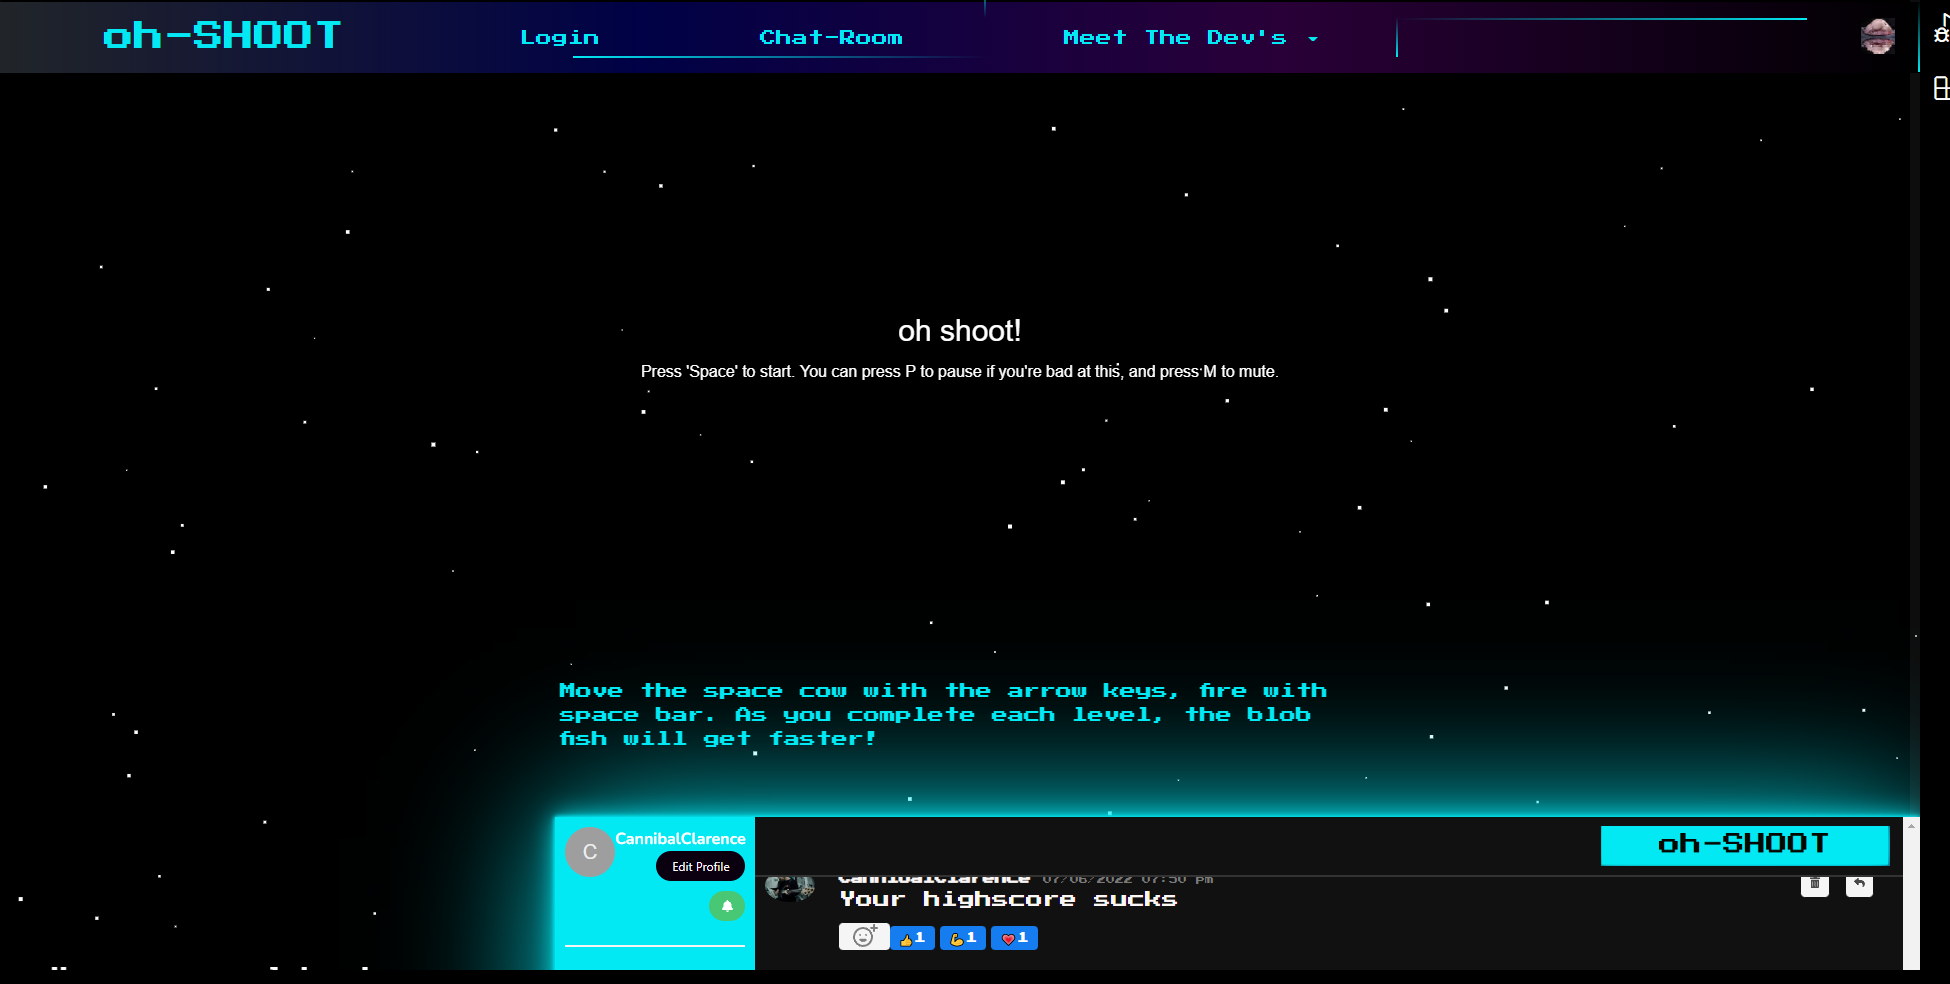 oh-SHOOT
Login
Chat-Room
Meet The Dev's
oh shoot!
Press 'Space' to start. You can press P to pause if you're bad at this, and press M to mute.
Move the space cow with the arrow keys, fire with
space bar. As you complete each level, the blob
fish will get faster!
C
CannibalClarence
Edit Profile
oh-SHOOT
CannibalClarence 07/06/2022 07:50 pm
Your highscore sucks
1
1
1